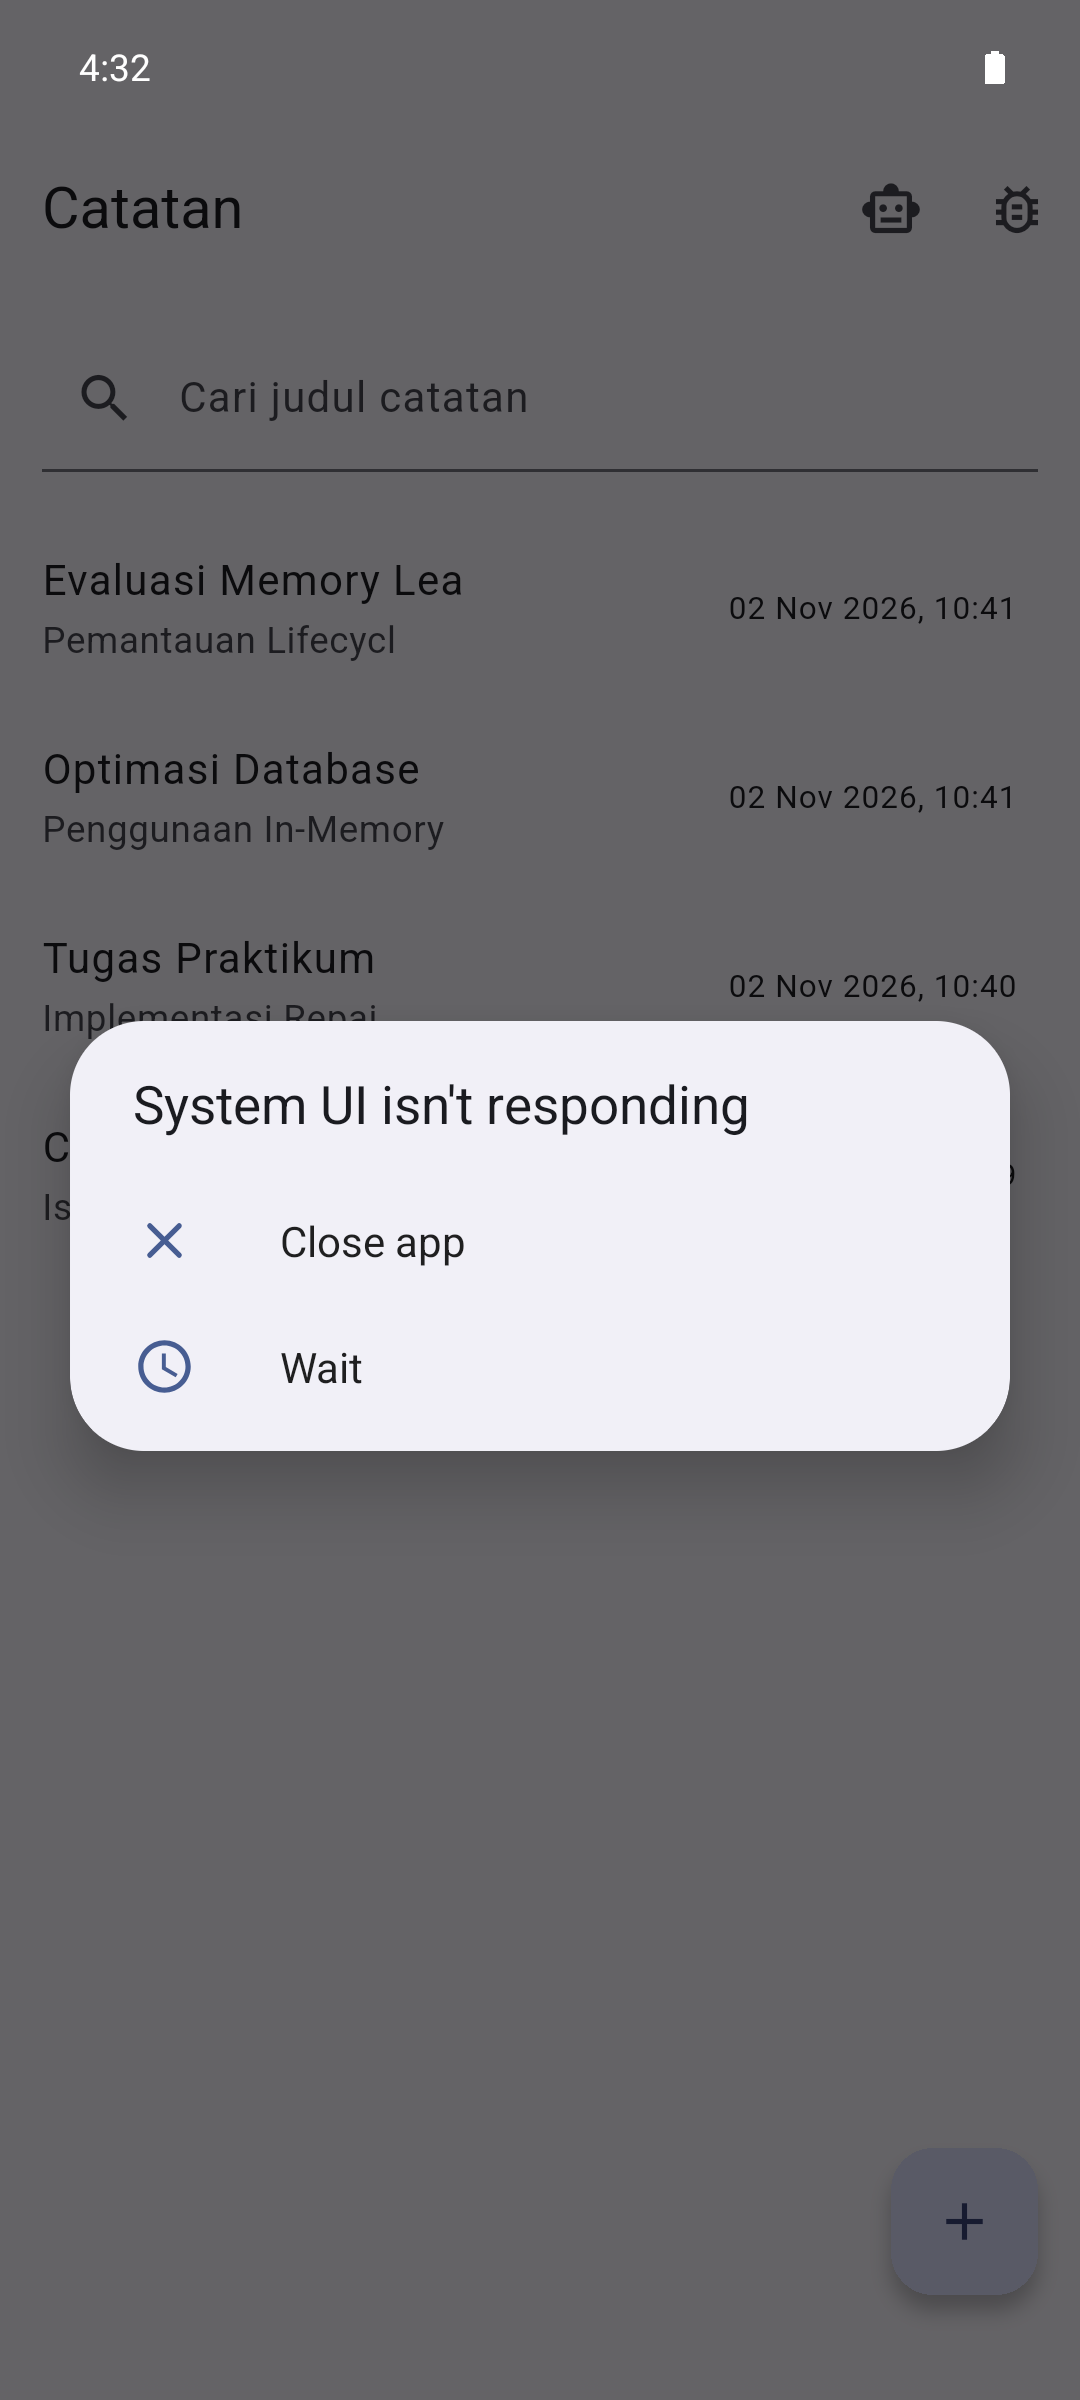 4:32
Catatan
Cari judul catatan
Evaluasi Memory Lea
02 Nov 2026, 10:41
Pemantauan Lifecycl
Optimasi Database
02 Nov 2026, 10:41
Penggunaan In-Memory
Tugas Praktikum
02 Nov 2026, 10:40
Implementasi Repai
System UI isn't responding
Close app
Wait